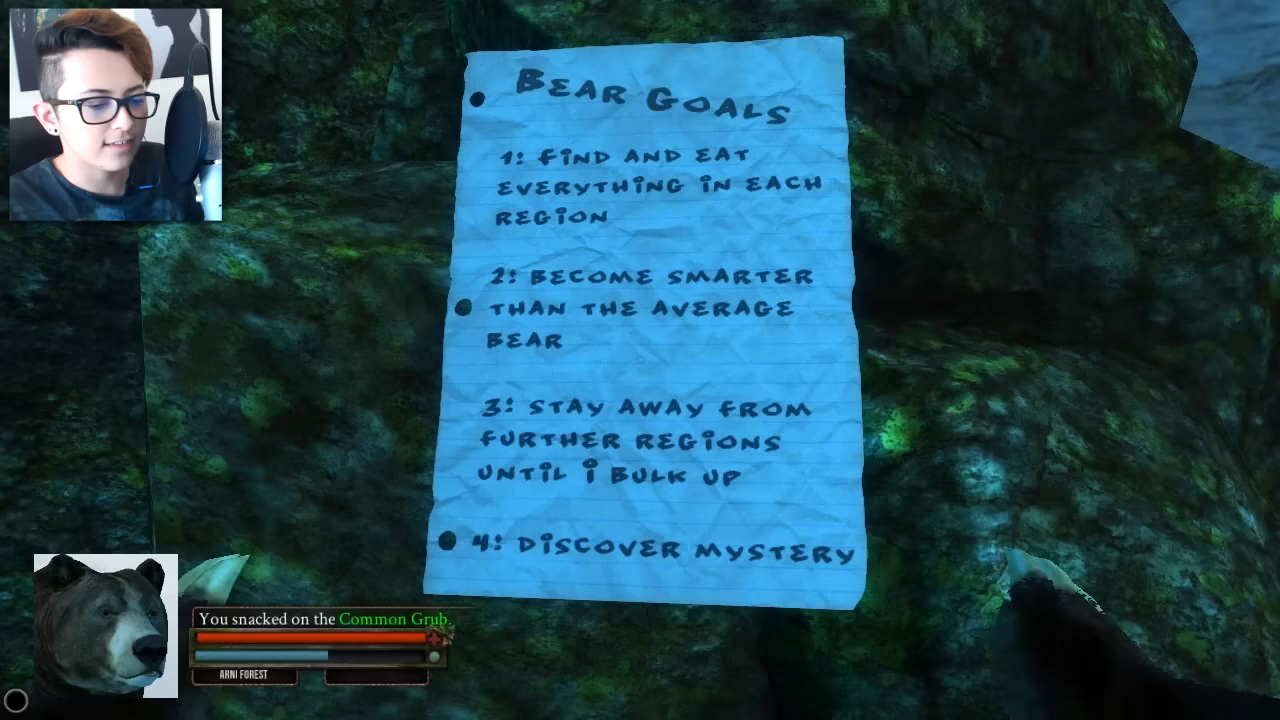 BEAR GOALS
1: FIND AND EAT
EVERYTHING IN EACH
REGION
2: BECOME SMARTER
THAN THE AVERAGE
BEAR
3: STAY AWAY FROM
FURTHER REGIONS
UNTIL I BULK UP
4: DISCOVER MYSTERY
You snacked on the Common Grub.
ARNI FOREST